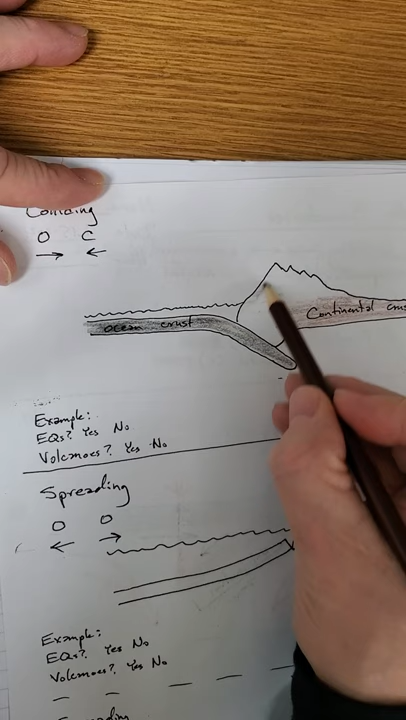 Colliding
O C
ocean crust
Continental
Example:
EQs? Yes No
Volcanoes? Yes No
Spreading
O O
Example:
EQs? Yes No
Volcanoes? Yes No
Spreading